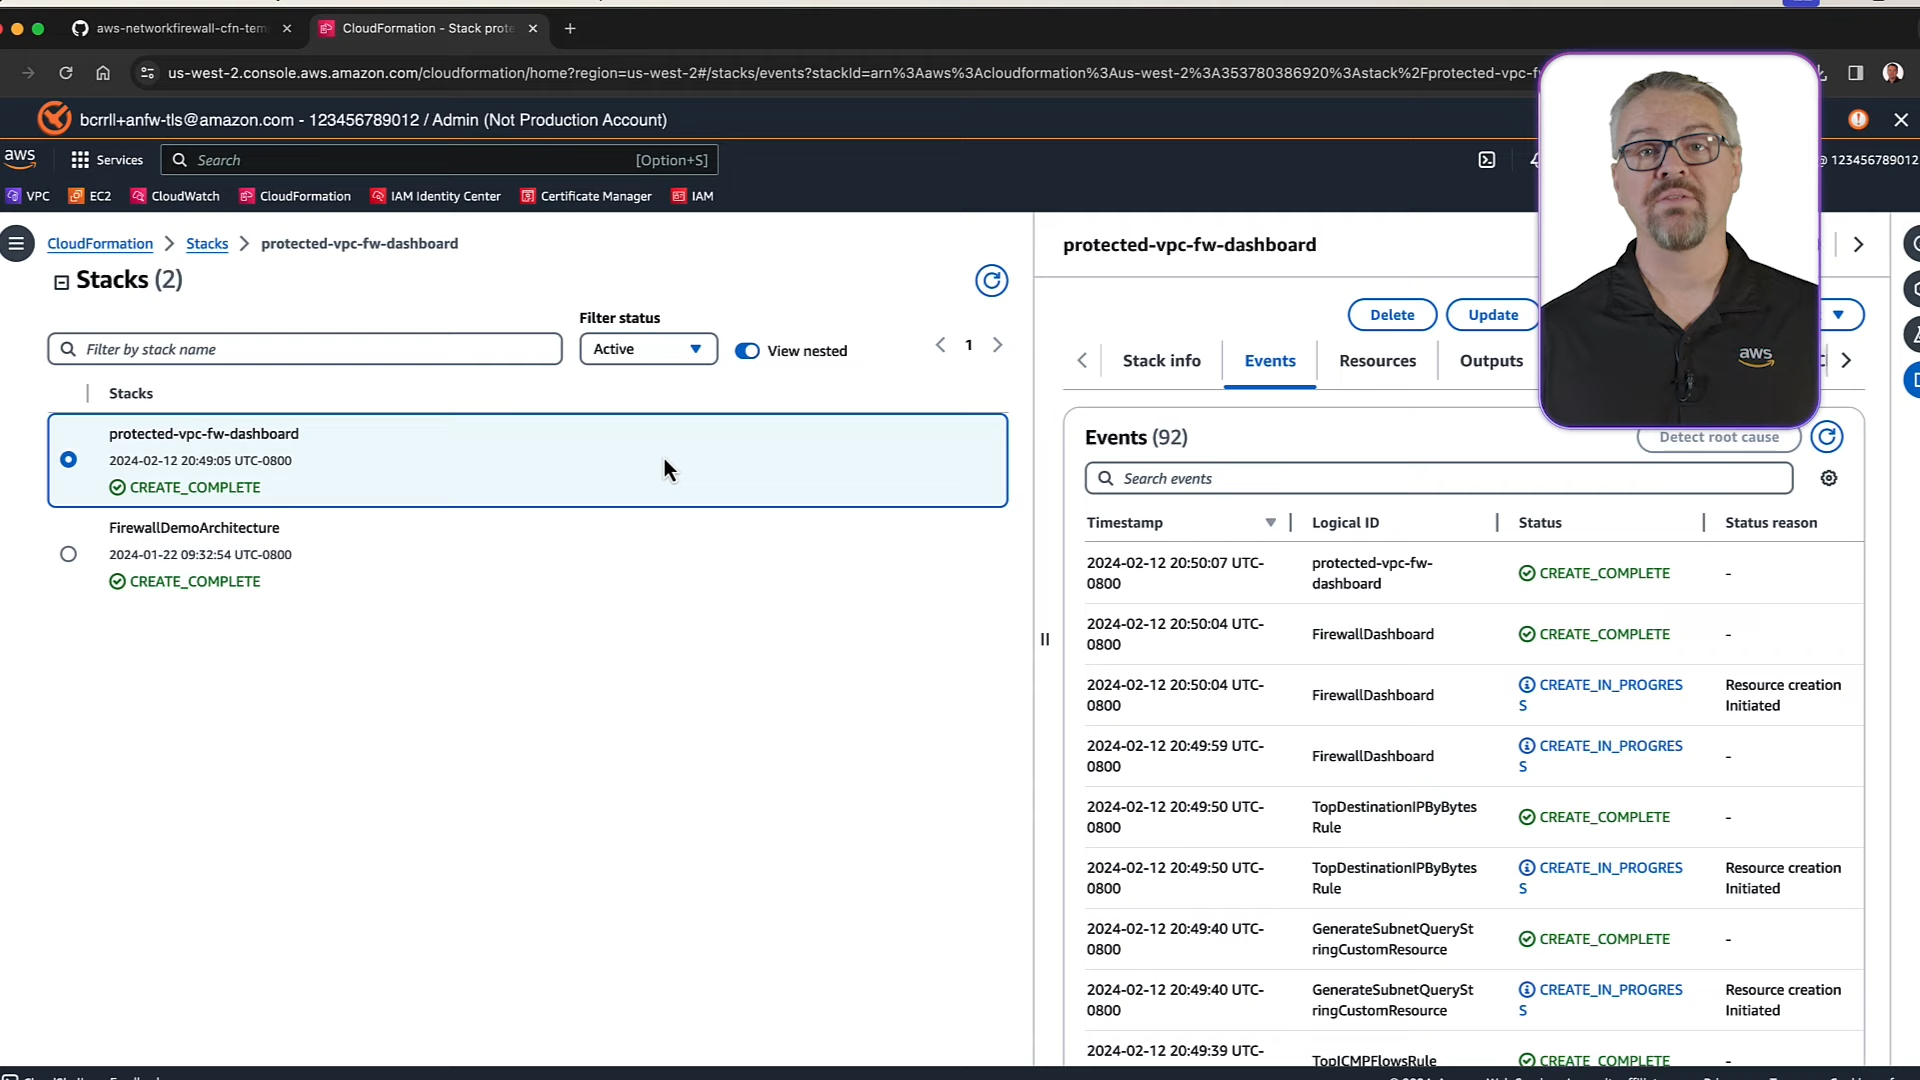 aws-networkfirewall-cfn-tem
CloudFormation - Stack prote
us-west-2.console.aws.amazon.com/cloudformation/home?region=us-west-2#/stacks/events?stackId=arn%3Aaws%3Acloudformation%3Aus-west-2%3A353780386920%3Astack%2Fprotected-vpc-f
bcrrll+anfw-tls@amazon.com - 123456789012 / Admin (Not Production Account)
aws
Services
Search
[Option+S]
@ 123456789012
VPC
EC2
CloudWatch
CloudFormation
IAM Identity Center
Certificate Manager
IAM
CloudFormation
Stacks
protected-vpc-fw-dashboard
Stacks (2)
Filter by stack name
Filter status
Active
View nested
1
Stacks
protected-vpc-fw-dashboard
2024-02-12 20:49:05 UTC-0800
CREATE_COMPLETE
FirewallDemoArchitecture
2024-01-22 09:32:54 UTC-0800
CREATE_COMPLETE
protected-vpc-fw-dashboard
Delete
Update
Stack info
Events
Resources
Outputs
aws
Events (92)
Detect root cause
Search events
Timestamp
Logical ID
Status
Status reason
2024-02-12 20:50:07 UTC-
0800
protected-vpc-fw-
dashboard
CREATE_COMPLETE
-
2024-02-12 20:50:04 UTC-
0800
FirewallDashboard
CREATE_COMPLETE
-
2024-02-12 20:50:04 UTC-
0800
FirewallDashboard
CREATE_IN_PROGRES
S
Resource creation
Initiated
2024-02-12 20:49:59 UTC-
0800
FirewallDashboard
CREATE_IN_PROGRES
S
-
2024-02-12 20:49:50 UTC-
0800
TopDestinationIPByBytes
Rule
CREATE_COMPLETE
-
2024-02-12 20:49:50 UTC-
0800
TopDestinationIPByBytes
Rule
CREATE_IN_PROGRES
S
Resource creation
Initiated
2024-02-12 20:49:40 UTC-
0800
GenerateSubnetQuerySt
ringCustomResource
CREATE_COMPLETE
-
2024-02-12 20:49:40 UTC-
0800
GenerateSubnetQuerySt
ringCustomResource
CREATE_IN_PROGRES
S
Resource creation
Initiated
2024-02-12 20:49:39 UTC-
TopICMPFlowsRule
CREATE_COMPLETE